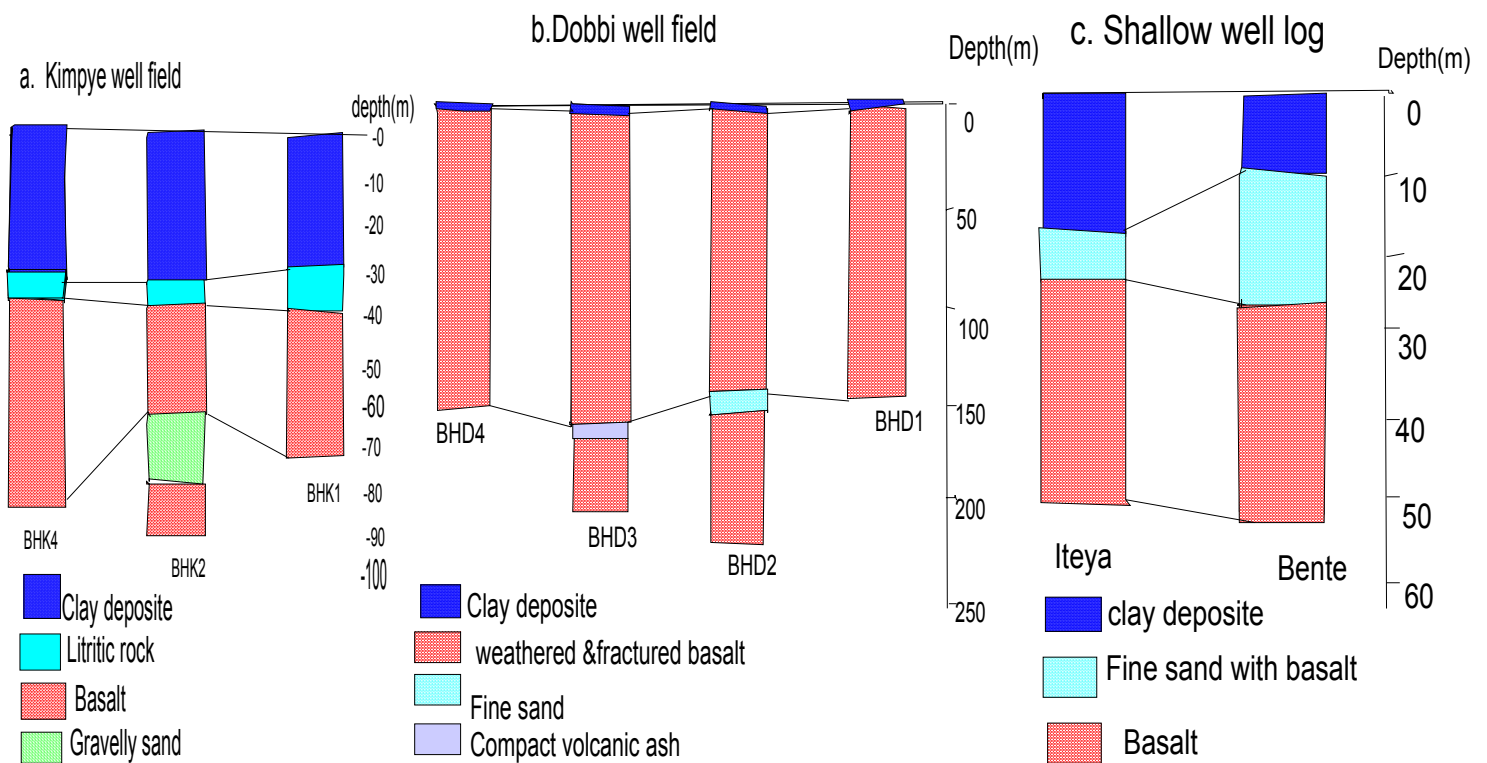 a. Kimpye well field
depth(m)
-0
-10
-20
-30
-40
-50
-60
-70
-80
-90
-100
BHK4
BHK2
BHK1
Clay deposite
Litritic rock
Basalt
Gravelly sand
b.Dobbi well field
Depth(m)
0
50
100
150
200
250
BHD4
BHD3
BHD2
BHD1
Clay deposite
weathered &fractured basalt
Fine sand
Compact volcanic ash
c. Shallow well log
Depth(m)
0
10
20
30
40
50
60
Iteya
Bente
clay deposite
Fine sand with basalt
Basalt